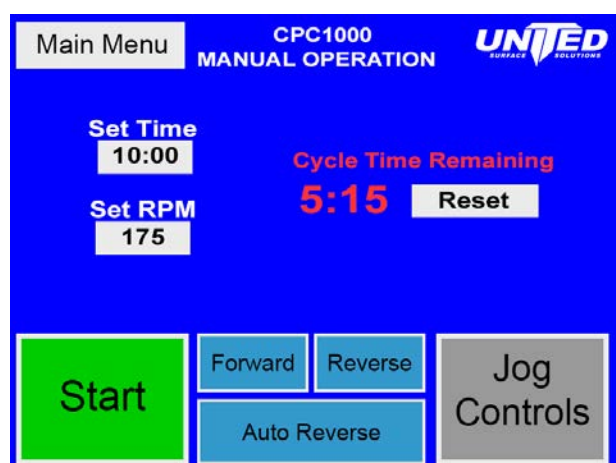 Main Menu
CPC1000
MANUAL OPERATION
UNITED
SURFACE SOLUTIONS
Set Time
10:00
Cycle Time Remaining
5:15
Reset
Set RPM
175
Start
Forward
Reverse
Auto Reverse
Jog
Controls